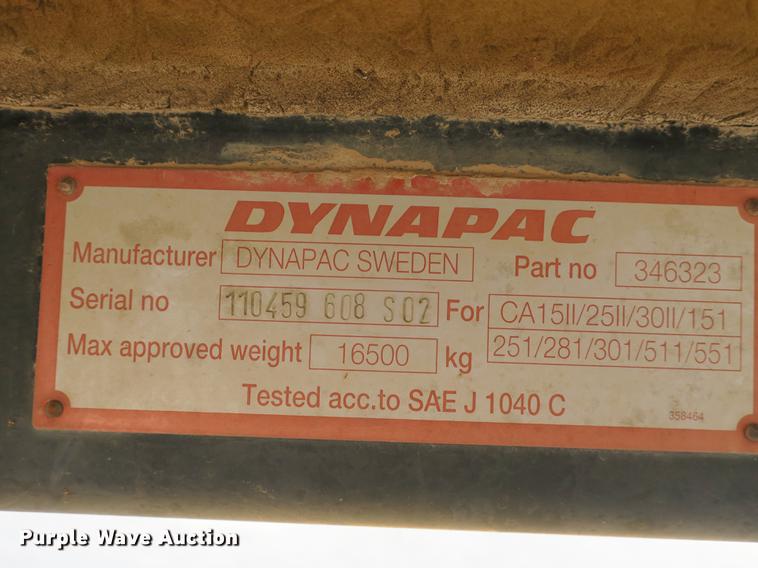 DYNAPAC
Manufacturer DYNAPAC SWEDEN Part no 346323
Serial no 110459 608 S02 For CA15II/25II/30II/151
Max approved weight 16500 kg 251/281/301/511/551
Tested acc.to SAE J 1040 C
358464
Purple Wave Auction